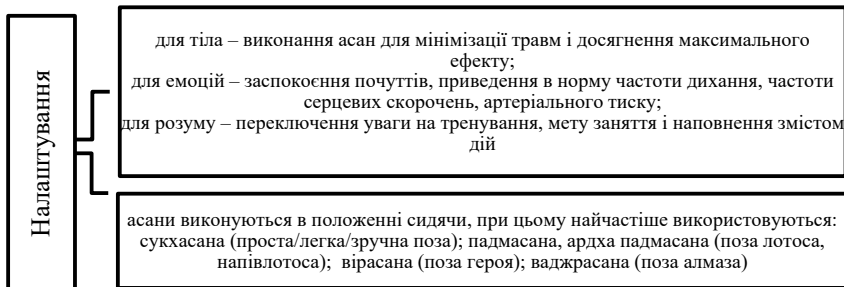 Налаштування
для тіла – виконання асан для мінімізації травм і досягнення максимального
ефекту;
для емоцій – заспокоєння почуттів, приведення в норму частоти дихання, частоти
серцевих скорочень, артеріального тиску;
для розуму – переключення уваги на тренування, мету заняття і наповнення змістом
дій
асани виконуються в положенні сидячи, при цьому найчастіше використовуються:
сукхасана (проста/легка/зручна поза); падмасана, ардха падмасана (поза лотоса,
напівлотоса); вірасана (поза героя); ваджрасана (поза алмаза)